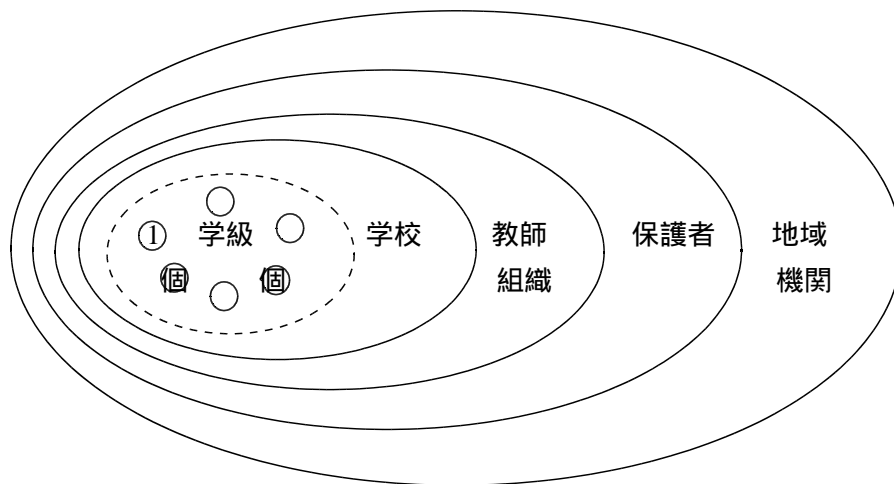 1 学級 学校 教師 保護者 地域
個 個 組織 機関